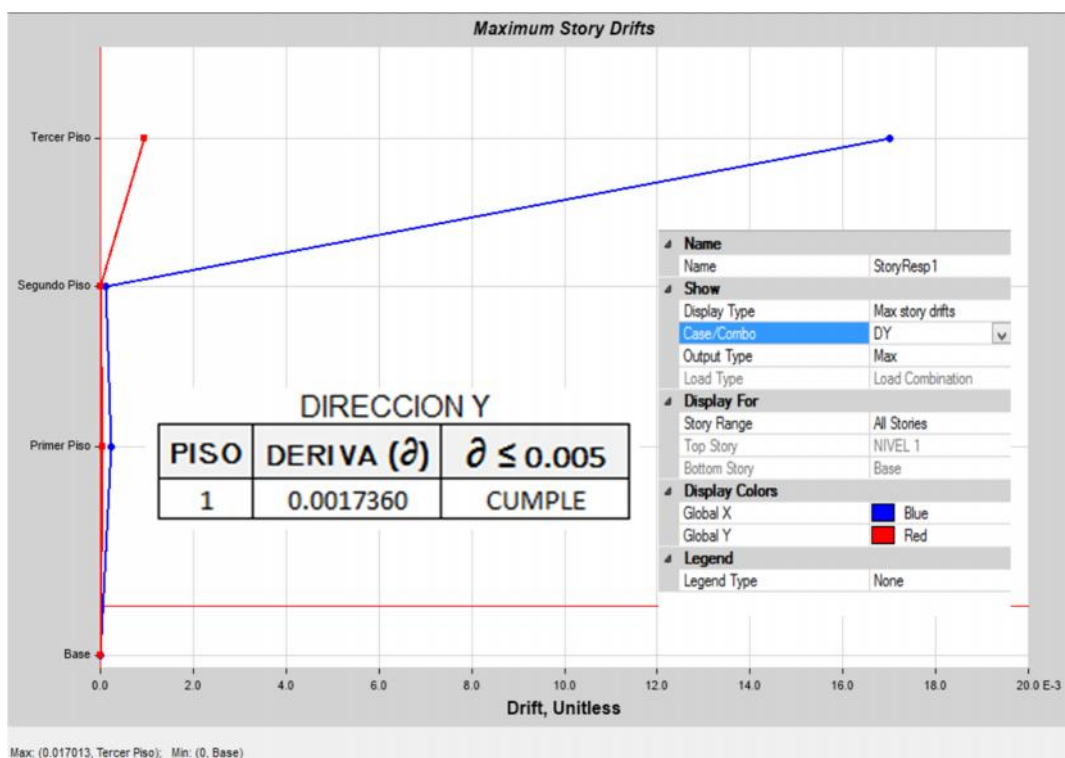 Maximum Story Drifts
Tercer Piso
Segundo Piso
Primer Piso
Base
Name
Name StoryResp1
Show
Display Type Max story drifts
Case/Combo DY
Output Type Max
Load Type Load Combination
Display For
Story Range All Stories
Top Story NIVEL 1
Bottom Story Base
Display Colors
Global X Blue
Global Y Red
Legend
Legend Type None
DIRECCION Y
PISO DERIVA (∂) ∂ ≤ 0.005
1 0.0017360 CUMPLE
0.0 2.0 4.0 6.0 8.0 10.0 12.0 14.0 16.0 18.0 20.0 E-3
Drift, Unitless
Max: (0.017013, Tercer Piso); Min: (0, Base)